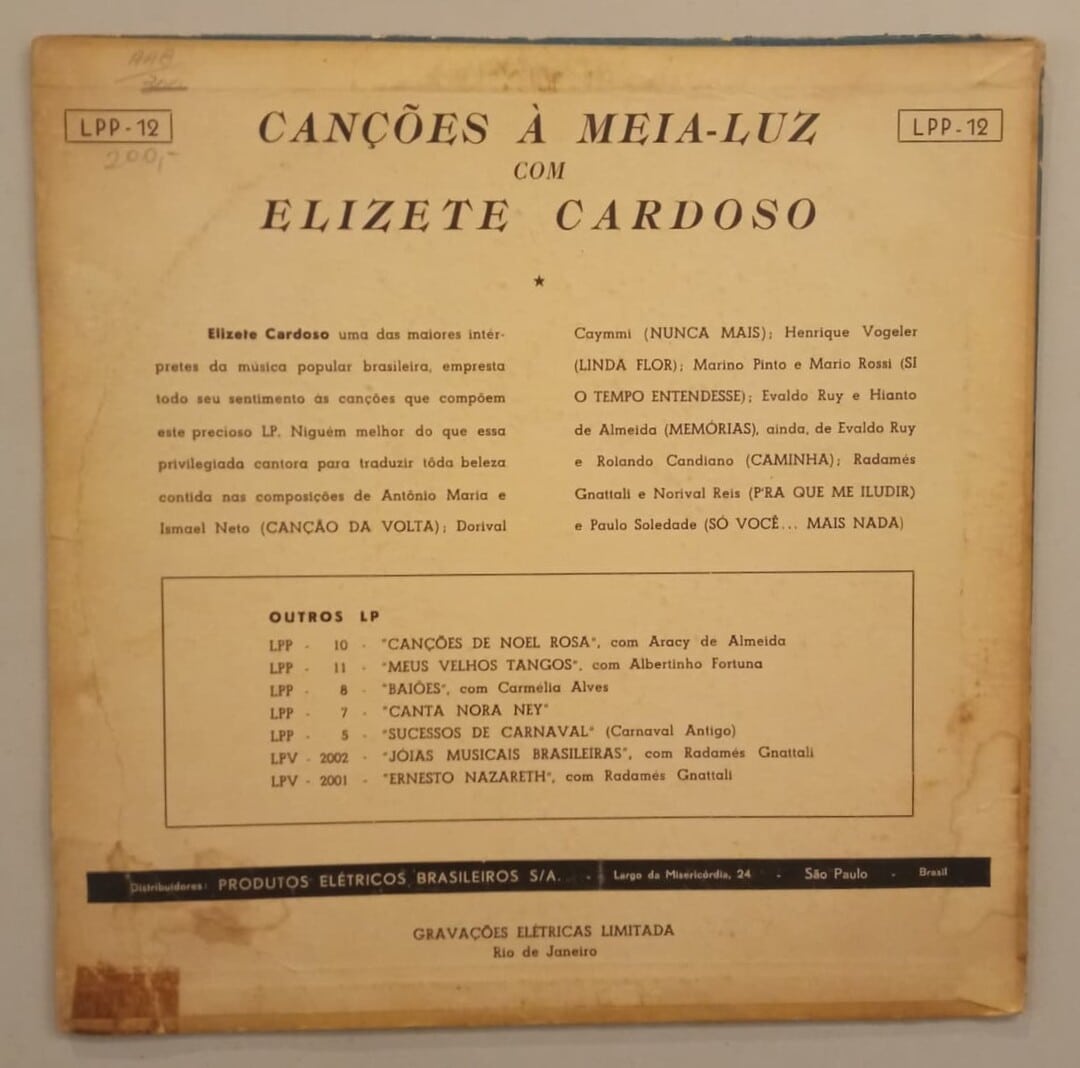 LPP-12
200,-
CANÇÕES À MEIA-LUZ
COM
ELIZETE CARDOSO
LPP-12
★
Elizete Cardoso uma das maiores intér-
pretes da música popular brasileira, empresta
todo seu sentimento às canções que compõem
este precioso LP. Niguém melhor do que essa
privilegiada cantora para traduzir tôda beleza
contida nas composições de Antônio Maria e
Ismael Neto (CANÇÃO DA VOLTA); Dorival
Caymmi (NUNCA MAIS); Henrique Vogeler
(LINDA FLOR); Marino Pinto e Mario Rossi (SI
O TEMPO ENTENDESSE); Evaldo Ruy e Hianto
de Almeida (MEMÓRIAS), ainda, de Evaldo Ruy
e Rolando Candiano (CAMINHA); Radamés
Gnattali e Norival Reis (P'RA QUE ME ILUDIR)
e Paulo Soledade (SÓ VOCÊ... MAIS NADA)
OUTROS LP
LPP - 10 - "CANÇÕES DE NOEL ROSA", com Aracy de Almeida
LPP - 11 - "MEUS VELHOS TANGOS", com Albertinho Fortuna
LPP - 8 - "BAIÕES", com Carmélia Alves
LPP - 7 - "CANTA NORA NEY"
LPP - 5 - "SUCESSOS DE CARNAVAL" (Carnaval Antigo)
LPV - 2002 - "JÓIAS MUSICAIS BRASILEIRAS", com Radamés Gnattali
LPV - 2001 - "ERNESTO NAZARETH", com Radamés Gnattali
Distribuidores: PRODUTOS ELÉTRICOS BRASILEIROS S/A. - Largo da Misericórdia, 24 - São Paulo - Brasil
GRAVAÇÕES ELÉTRICAS LIMITADA
Rio de Janeiro